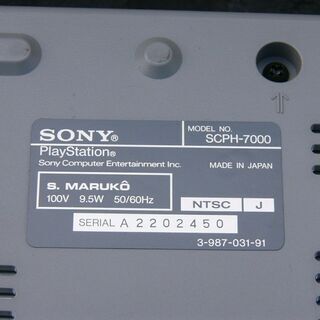 SONY®
MODEL NO. SCPH-7000
PlayStation®
Sony Computer Entertainment Inc.
MADE IN JAPAN
S. MARUKÔ
100V 9.5W 50/60Hz
NTSC J
SERIAL A2202450
3-987-031-91